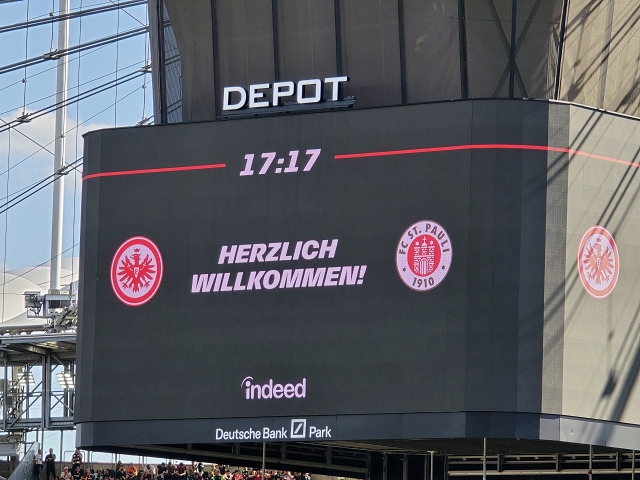 DEPOT
17:17
HERZLICH
WILLKOMMEN!
FC ST. PAULI
1910
indeed
Deutsche Bank Park